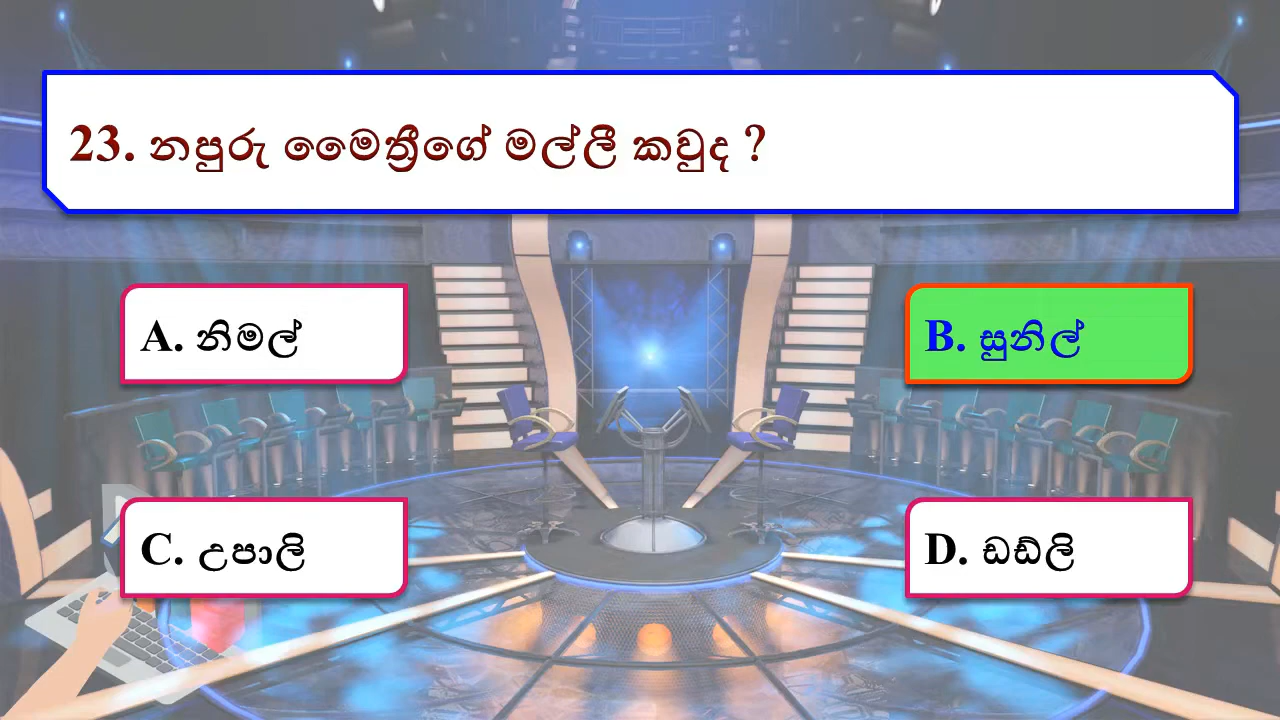 23. නපුරු මෛත්‍රීගේ මල්ලී කවුද ?
A. නිමල්
B. සුනිල්
C. උපාලි
D. ඩඩ්ලි